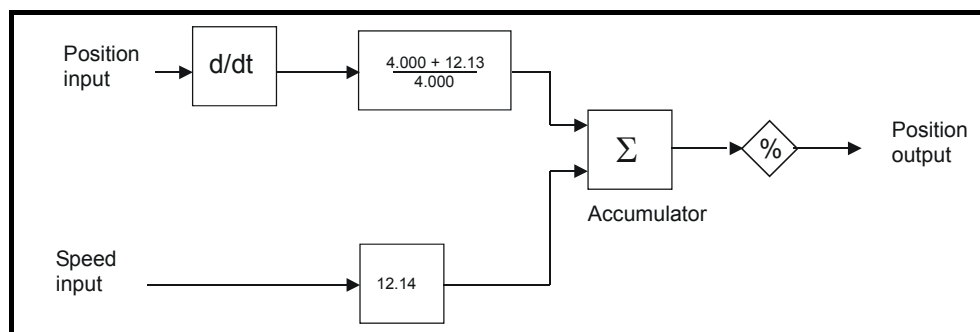 Position
input
d/dt
4.000 + 12.13
4.000
Σ
Accumulator
%
Position
output
Speed
input
12.14